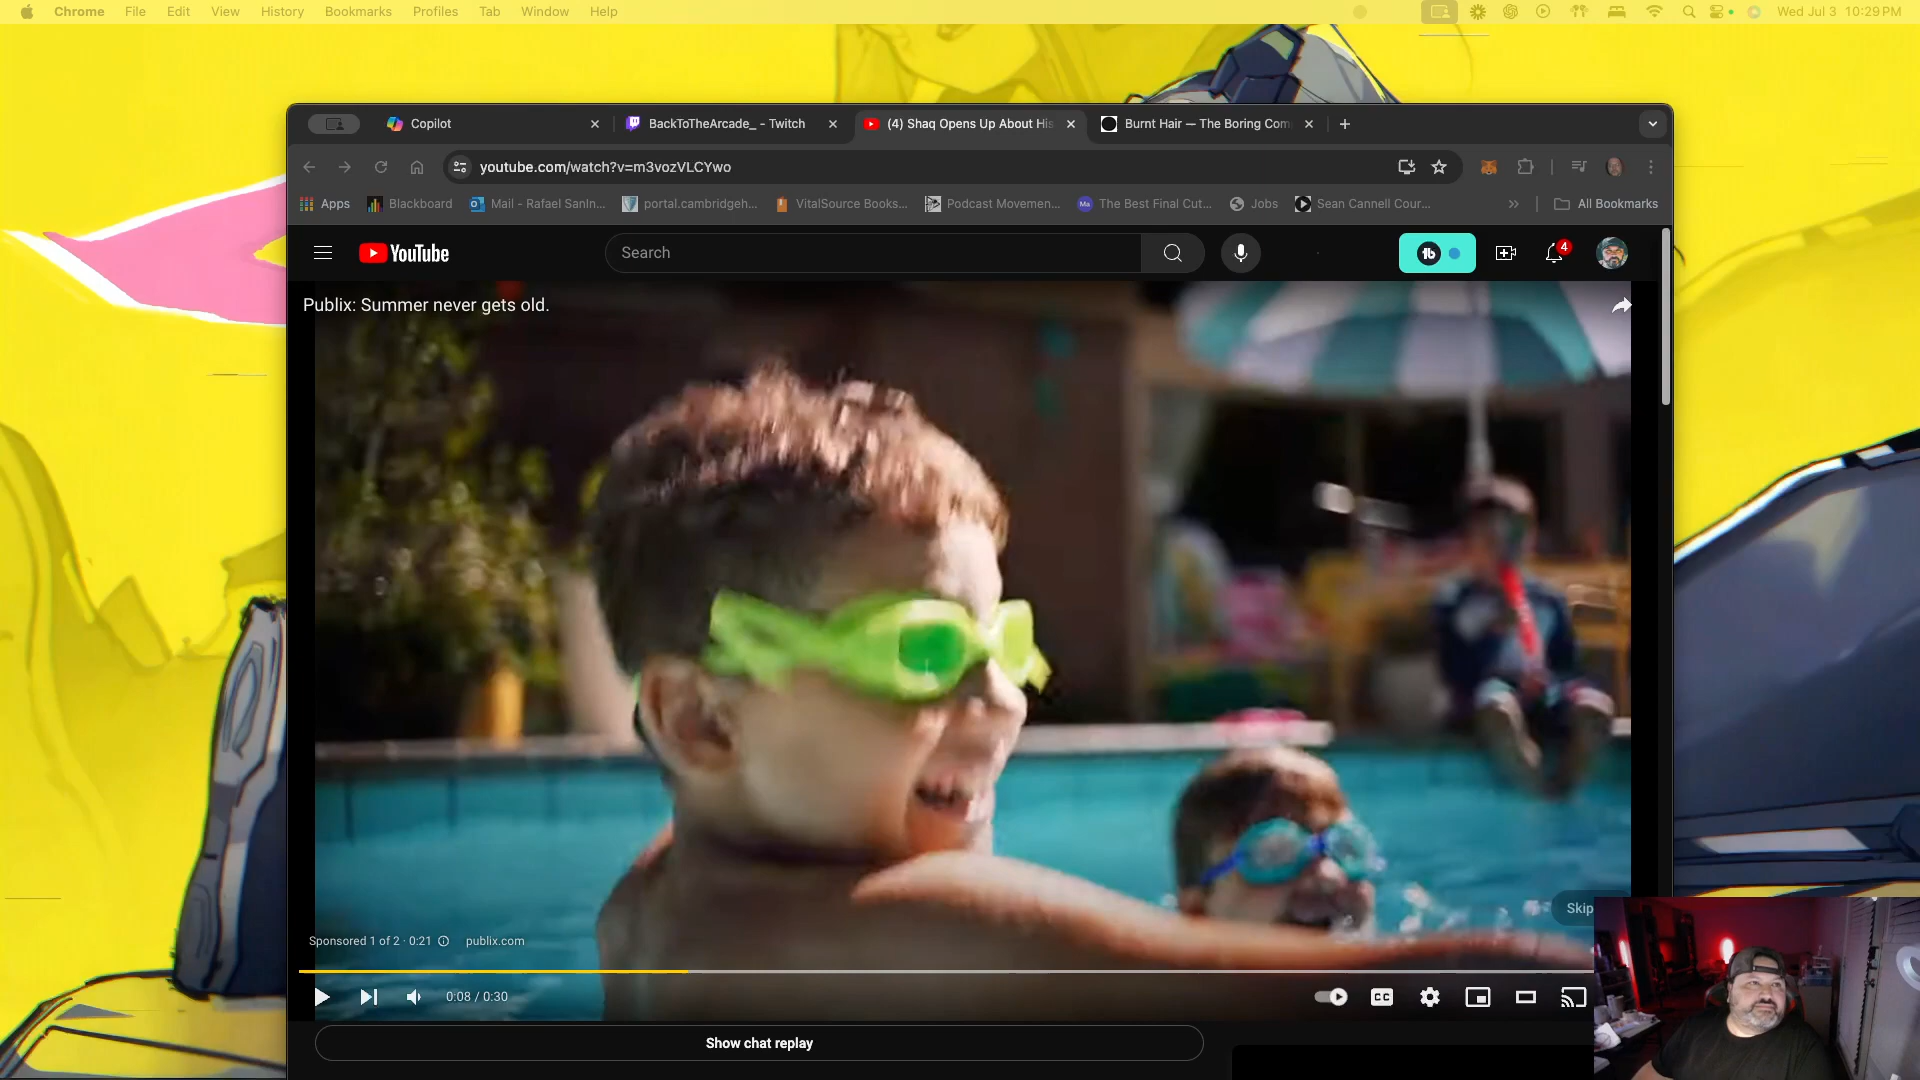 Chrome File Edit View History Bookmarks Profiles Tab Window Help Wed Jul 3 10:29 PM
Copilot BackToTheArcade_ - Twitch (4) Shaq Opens Up About His Burnt Hair — The Boring Com
youtube.com/watch?v=m3vozVLCYwo
Apps Blackboard Mail - Rafael SanIn... portal.cambridgeh... VitalSource Books... Podcast Movemen... Ma The Best Final Cut... Jobs Sean Cannell Cour... » All Bookmarks
YouTube Search tb 4
Publix: Summer never gets old.
Skip
Sponsored 1 of 2 · 0:21 publix.com
0:08 / 0:30 CC
Show chat replay